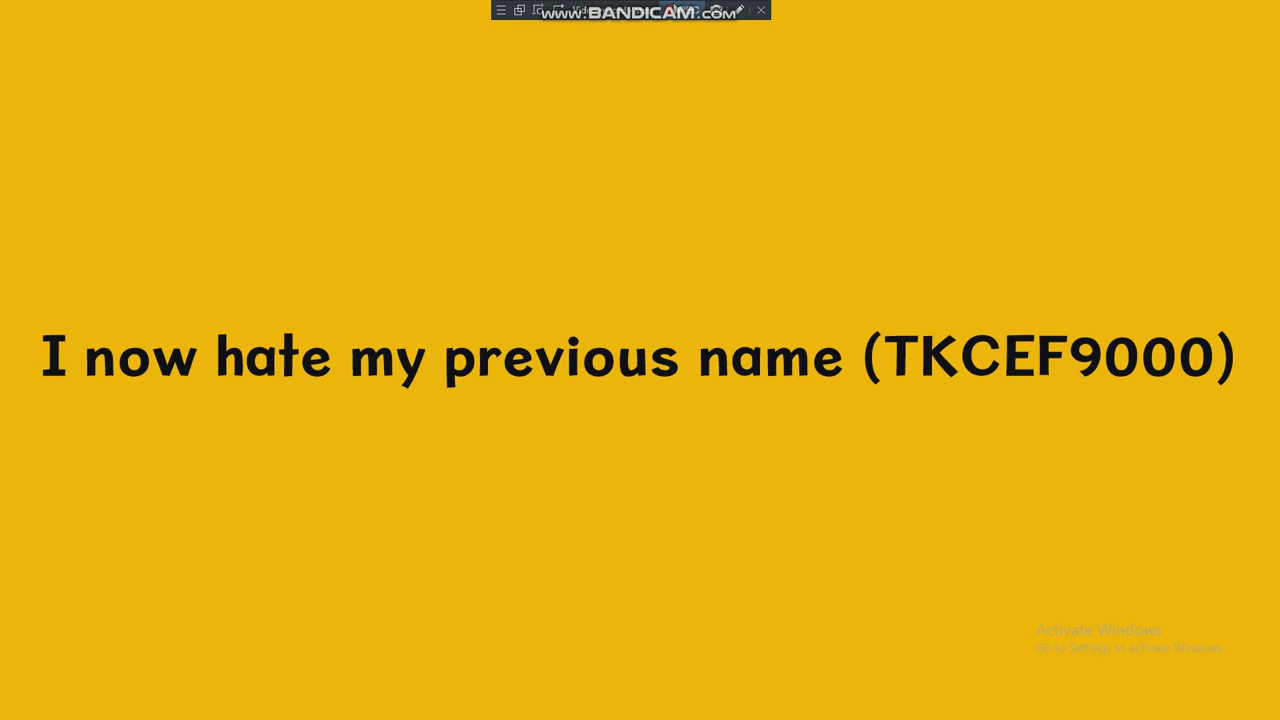 www.BANDICAM.com
I now hate my previous name (TKCEF9000)
Activate Windows
Go to Settings to activate Windows.